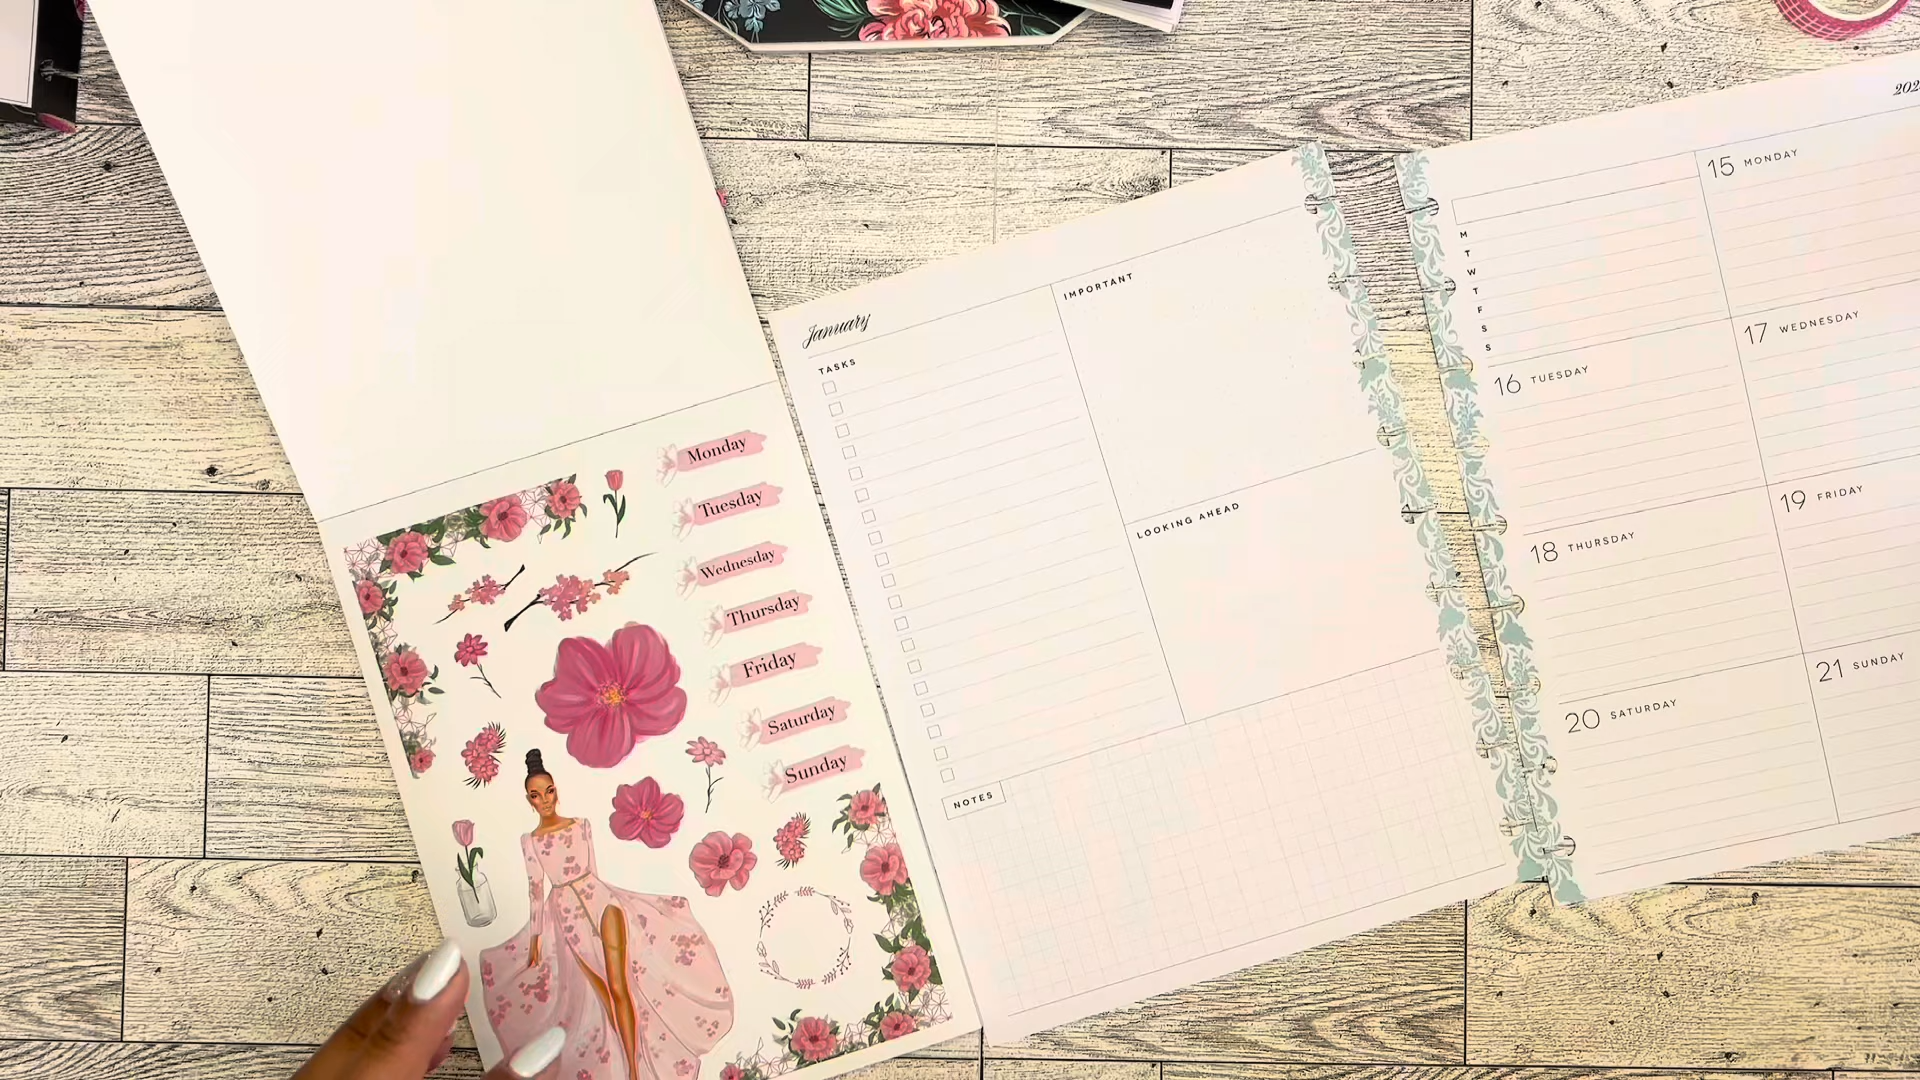 Monday
Tuesday
Wednesday
Thursday
Friday
Saturday
Sunday
January
TASKS
IMPORTANT
LOOKING AHEAD
NOTES
M
T
W
T
F
S
S
15 MONDAY
16 TUESDAY
17 WEDNESDAY
18 THURSDAY
19 FRIDAY
20 SATURDAY
21 SUNDAY